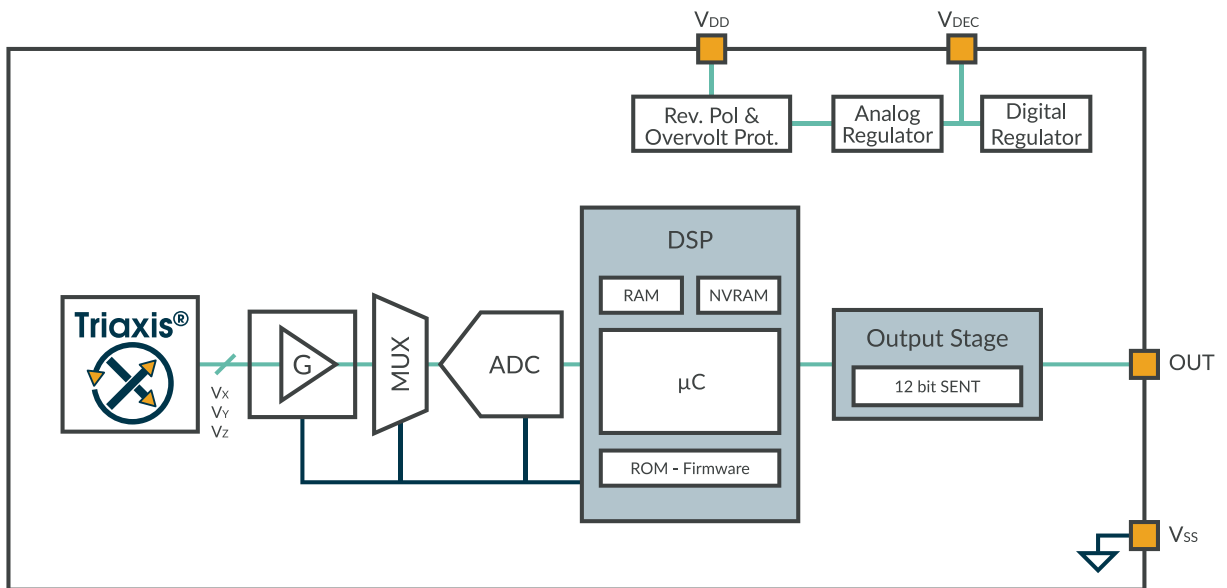 VDD
VDEC
Rev. Pol &
Overvolt Prot.
Analog
Regulator
Digital
Regulator
DSP
RAM
NVRAM
Triaxis®
G
MUX
ADC
µC
Output Stage
12 bit SENT
OUT
VX
VY
VZ
ROM - Firmware
VSS